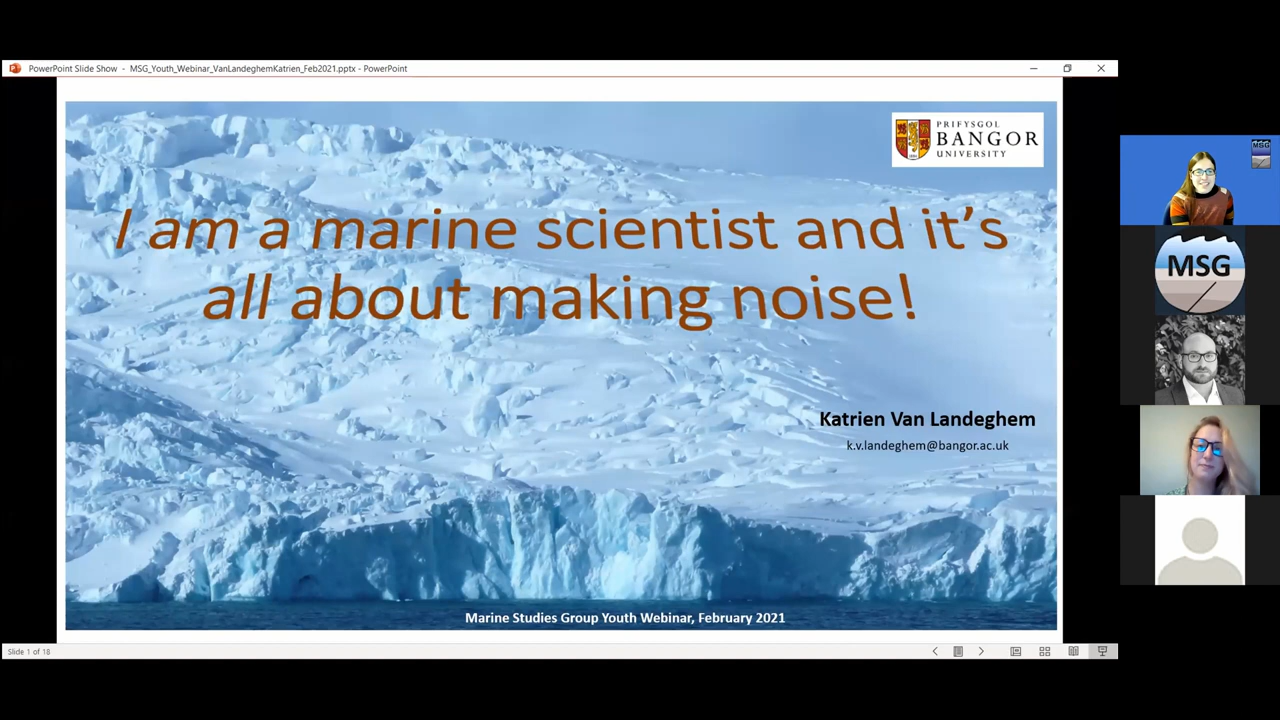 PowerPoint Slide Show - MSG_Youth_Webinar_VanLandeghemKatrien_Feb2021.pptx - PowerPoint
PRIFYSGOL
BANGOR
UNIVERSITY
I am a marine scientist and it's
all about making noise!
Katrien Van Landeghem
k.v.landeghem@bangor.ac.uk
Marine Studies Group Youth Webinar, February 2021
Slide 1 of 18
MSG
MSG